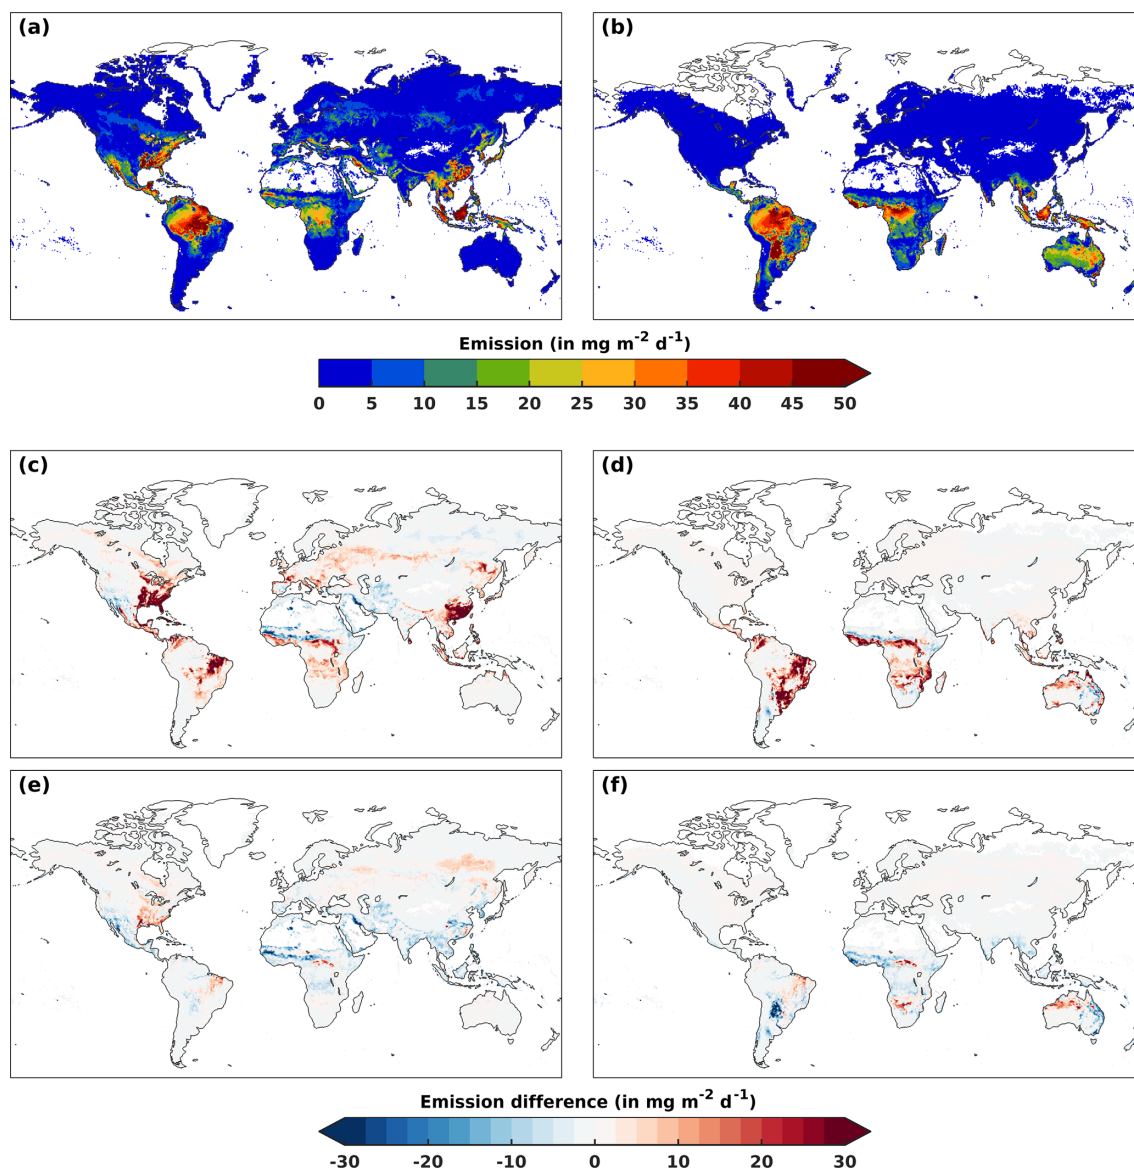 (a)
(b)
Emission (in mg m⁻² d⁻¹)
0 5 10 15 20 25 30 35 40 45 50
(c)
(d)
(e)
(f)
Emission difference (in mg m⁻² d⁻¹)
-30 -20 -10 0 10 20 30